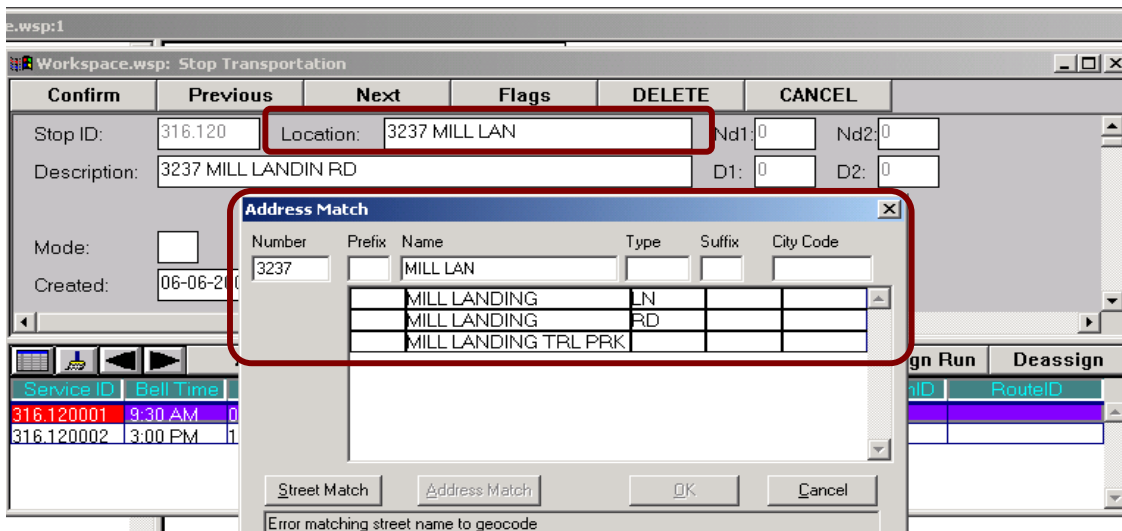 e.wsp:1
Workspace.wsp: Stop Transportation
Confirm Previous Next Flags DELETE CANCEL
Stop ID: 316.120 Location: 3237 MILL LAN Nd1: 0 Nd2: 0
Description: 3237 MILL LANDIN RD D1: 0 D2: 0
Address Match
Number Prefix Name Type Suffix City Code
Mode:
3237 MILL LAN
Created: 06-06-20
MILL LANDING LN
MILL LANDING RD
MILL LANDING TRL PRK
gn Run Deassign
Service ID Bell Time nID RouteID
316.120001 9:30 AM 0
316.120002 3:00 PM 1
Street Match Address Match OK Cancel
Error matching street name to geocode